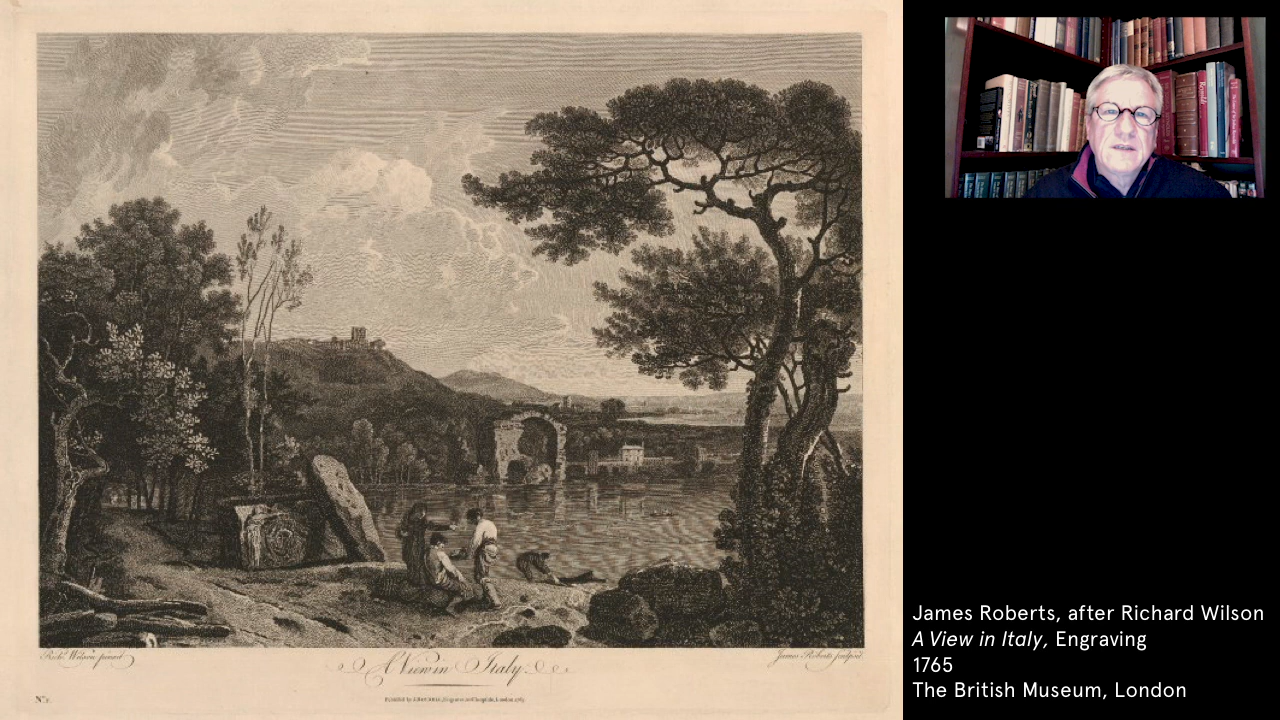 Richd. Wilson pinxit
A View in Italy.
James Roberts sculpsit
James Roberts, after Richard Wilson
A View in Italy, Engraving
1765
The British Museum, London